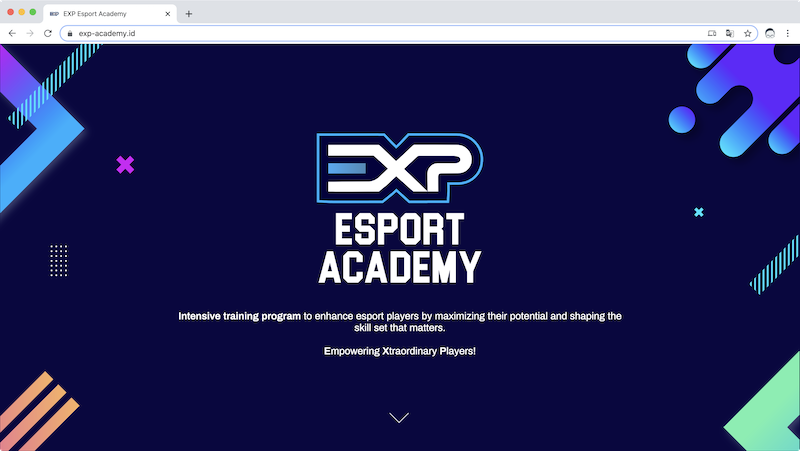 EXP Esport Academy
exp-academy.id
EXP
ESPORT
ACADEMY
Intensive training program to enhance esport players by maximizing their potential and shaping the
skill set that matters.
Empowering Xtraordinary Players!